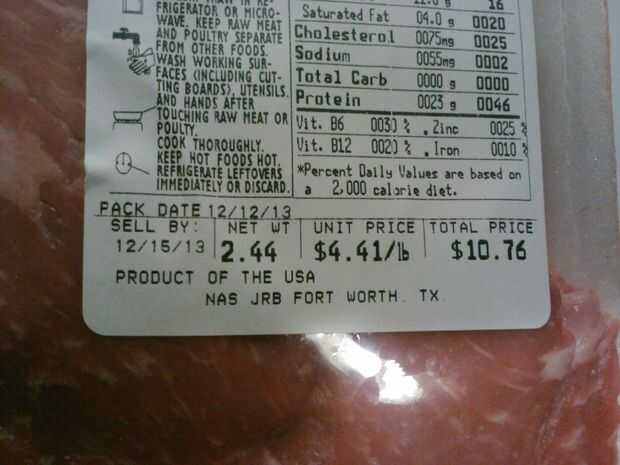 FRIGERATOR OR MICRO-
WAVE. KEEP RAW MEAT
AND POULTRY SEPARATE
FROM OTHER FOODS.
WASH WORKING SUR-
FACES (INCLUDING CUT-
TING BOARDS), UTENSILS,
AND HANDS AFTER
TOUCHING RAW MEAT OR
POULTY.
COOK THOROUGHLY.
KEEP HOT FOODS HOT.
REFRIGERATE LEFTOVERS
IMMEDIATELY OR DISCARD.
16
Saturated Fat 04.0 g 0020
Cholesterol 0075mg 0025
Sodium 0055mg 0002
Total Carb 0000 g 0000
Protein 0023 g 0046
Vit. B6 0030 % . Zinc 0025 %
Vit. B12 0020 % . Iron 0010 %
*Percent Daily Values are based on
a 2,000 calorie diet.
PACK DATE 12/12/13
SELL BY: NET WT UNIT PRICE TOTAL PRICE
12/15/13 2.44 $4.41/lb $10.76
PRODUCT OF THE USA
NAS JRB FORT WORTH. TX.